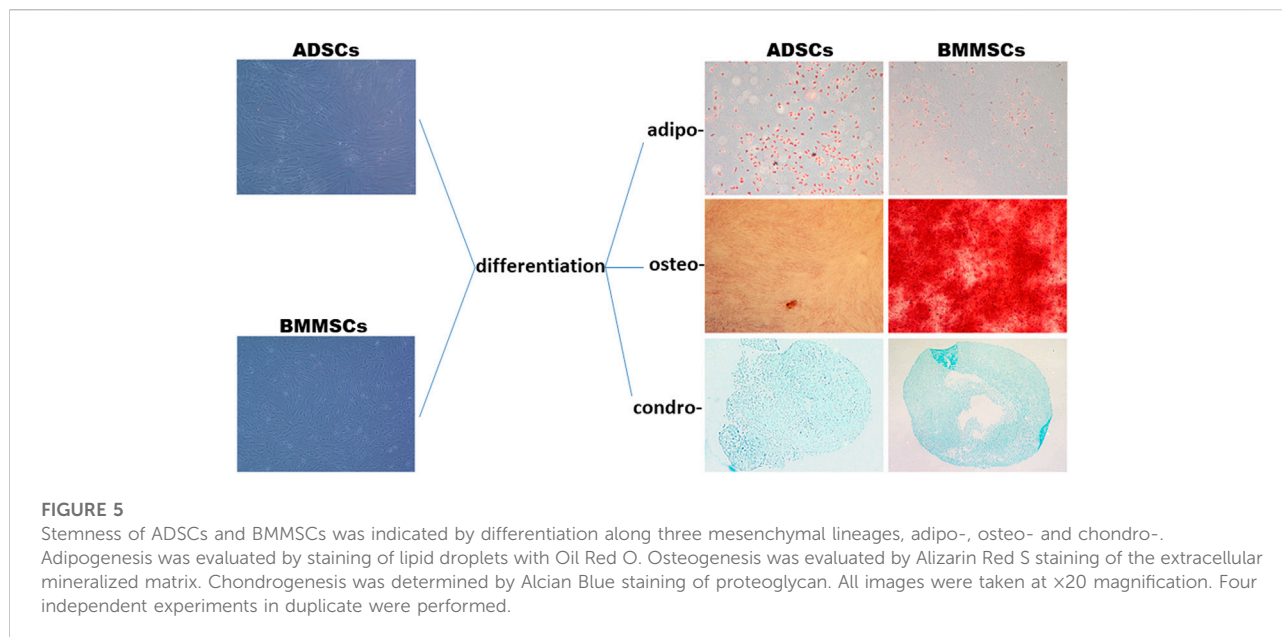 ADSCs
BMMSCs
differentiation
adipo-
osteo-
condro-
ADSCs
BMMSCs
FIGURE 5
Stemness of ADSCs and BMMSCs was indicated by differentiation along three mesenchymal lineages, adipo-, osteo- and chondro-.
Adipogenesis was evaluated by staining of lipid droplets with Oil Red O. Osteogenesis was evaluated by Alizarin Red S staining of the extracellular
mineralized matrix. Chondrogenesis was determined by Alcian Blue staining of proteoglycan. All images were taken at ×20 magnification. Four
independent experiments in duplicate were performed.